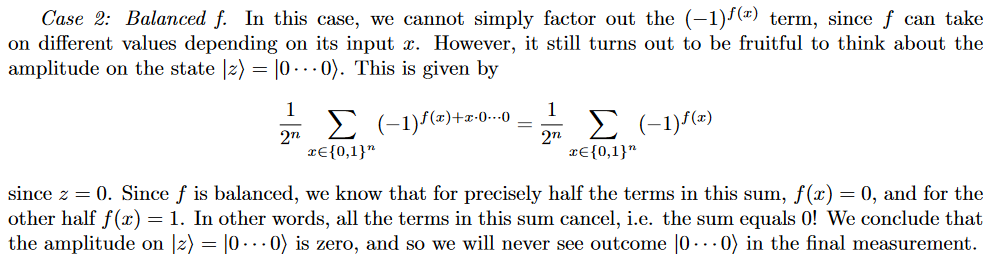 Case 2: Balanced f. In this case, we cannot simply factor out the (−1)^{f(x)} term, since f can take
on different values depending on its input x. However, it still turns out to be fruitful to think about the
amplitude on the state |z⟩ = |0 · · · 0⟩. This is given by
\frac{1}{2^n} \sum_{x∈{0,1}^n} (−1)^{f(x)+x·0···0} = \frac{1}{2^n} \sum_{x∈{0,1}^n} (−1)^{f(x)}
since z = 0. Since f is balanced, we know that for precisely half the terms in this sum, f(x) = 0, and for the
other half f(x) = 1. In other words, all the terms in this sum cancel, i.e. the sum equals 0! We conclude that
the amplitude on |z⟩ = |0 · · · 0⟩ is zero, and so we will never see outcome |0 · · · 0⟩ in the final measurement.